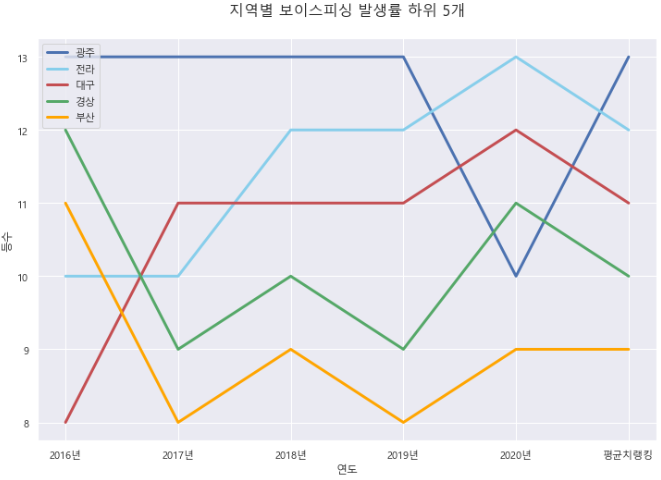 지역별 보이스피싱 발생률 하위 5개
광주
전라
대구
경상
부산
13
12
11
10
9
8
등수
2016년 2017년 2018년 2019년 2020년 평균치랭킹
연도